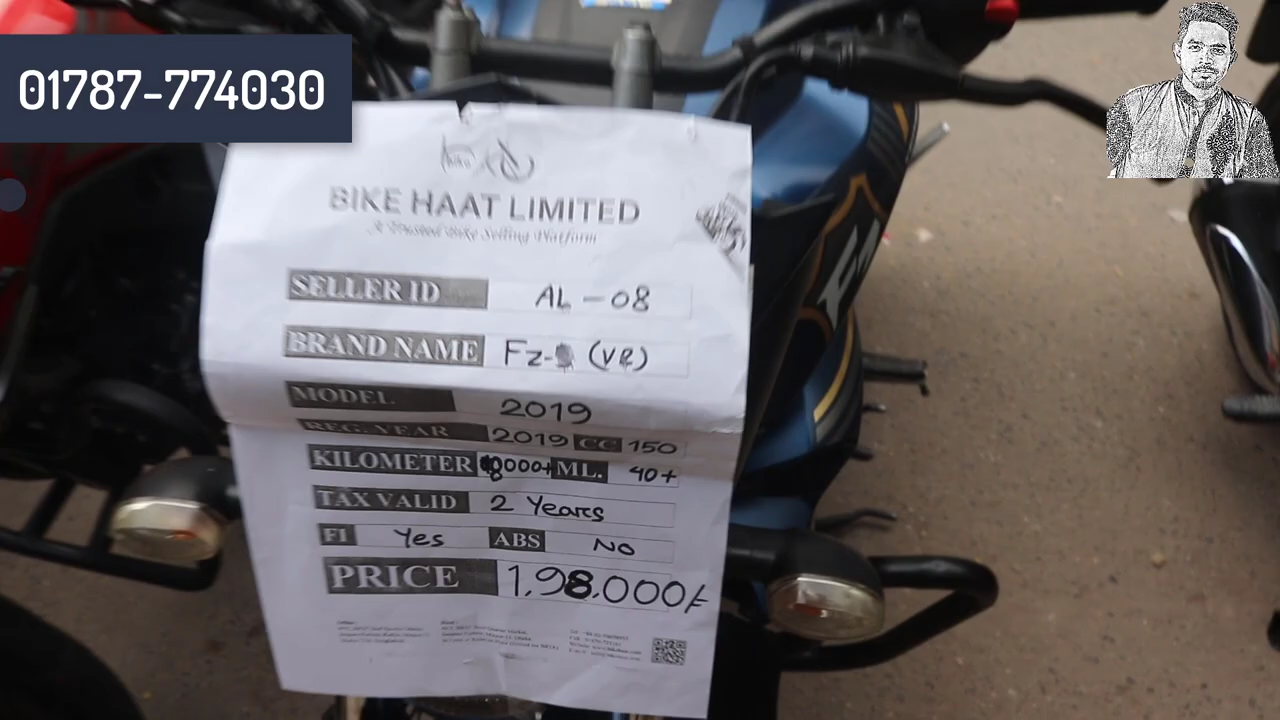 01787-774030
BIKE HAAT LIMITED
A Trusted Bike Selling Platform
SELLER ID AL-08
BRAND NAME Fz-S (V2)
MODEL 2019
REG. YEAR 2019 CC 150
KILOMETER 8000+ ML. 40+
TAX VALID 2 Years
FI Yes ABS NO
PRICE 1,98,000/-
FZ